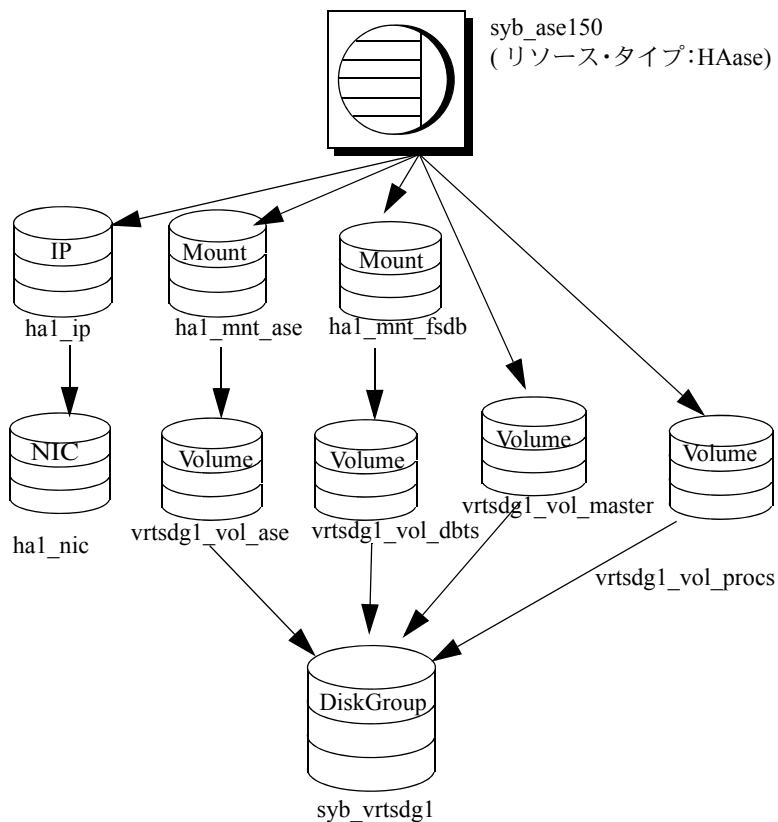 syb_ase150
( リソース・タイプ：HAase)
IP
Mount
Mount
ha1_ip
ha1_mnt_ase
ha1_mnt_fsdb
NIC
Volume
Volume
Volume
Volume
ha1_nic
vrtsdg1_vol_ase
vrtsdg1_vol_dbts
vrtsdg1_vol_master
vrtsdg1_vol_procs
DiskGroup
syb_vrtsdg1